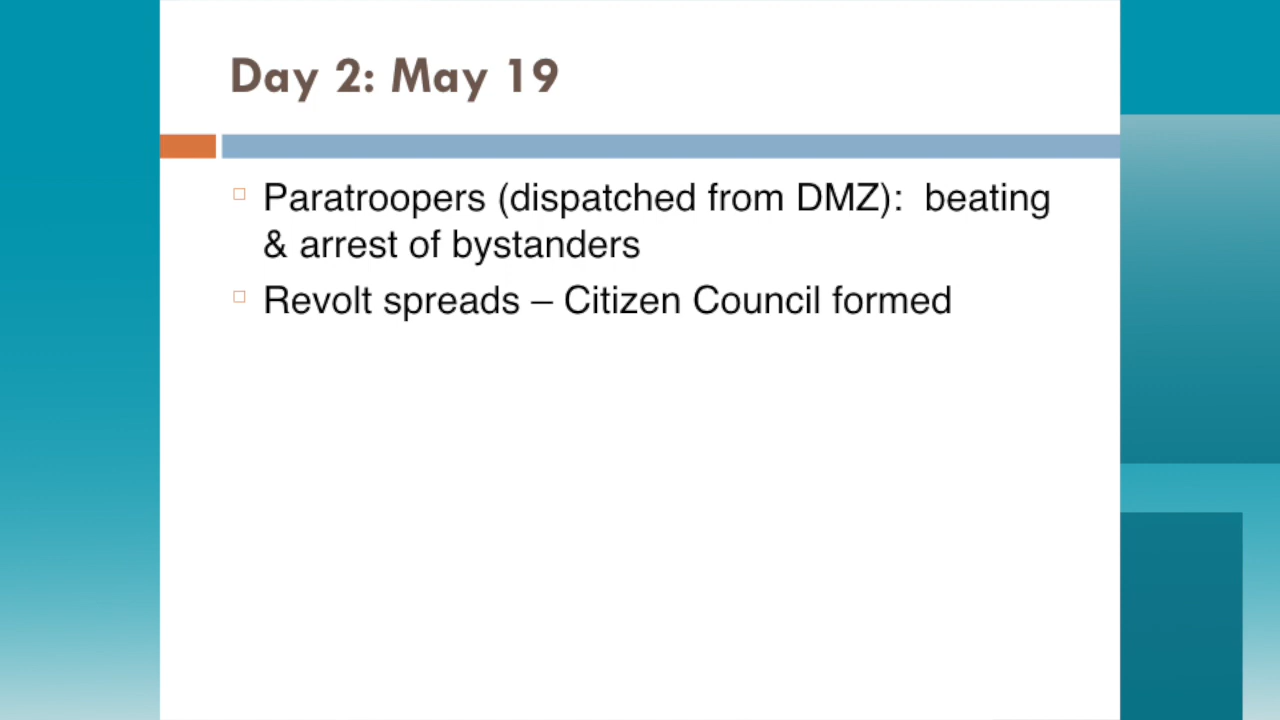 Day 2: May 19
Paratroopers (dispatched from DMZ):  beating
& arrest of bystanders
Revolt spreads – Citizen Council formed